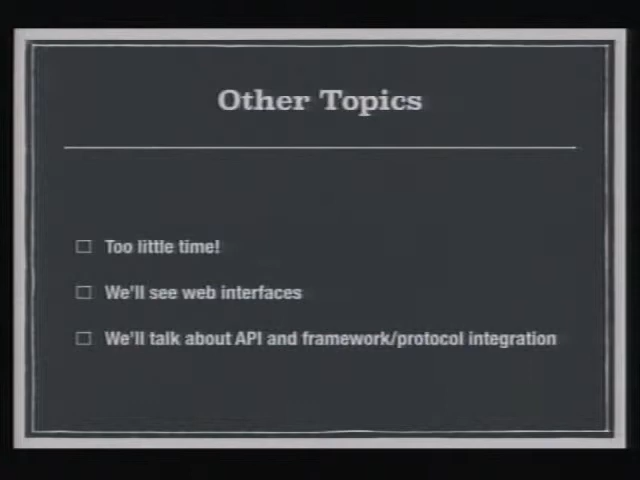 Other Topics
Too little time!
We'll see web interfaces
We'll talk about API and framework/protocol integration